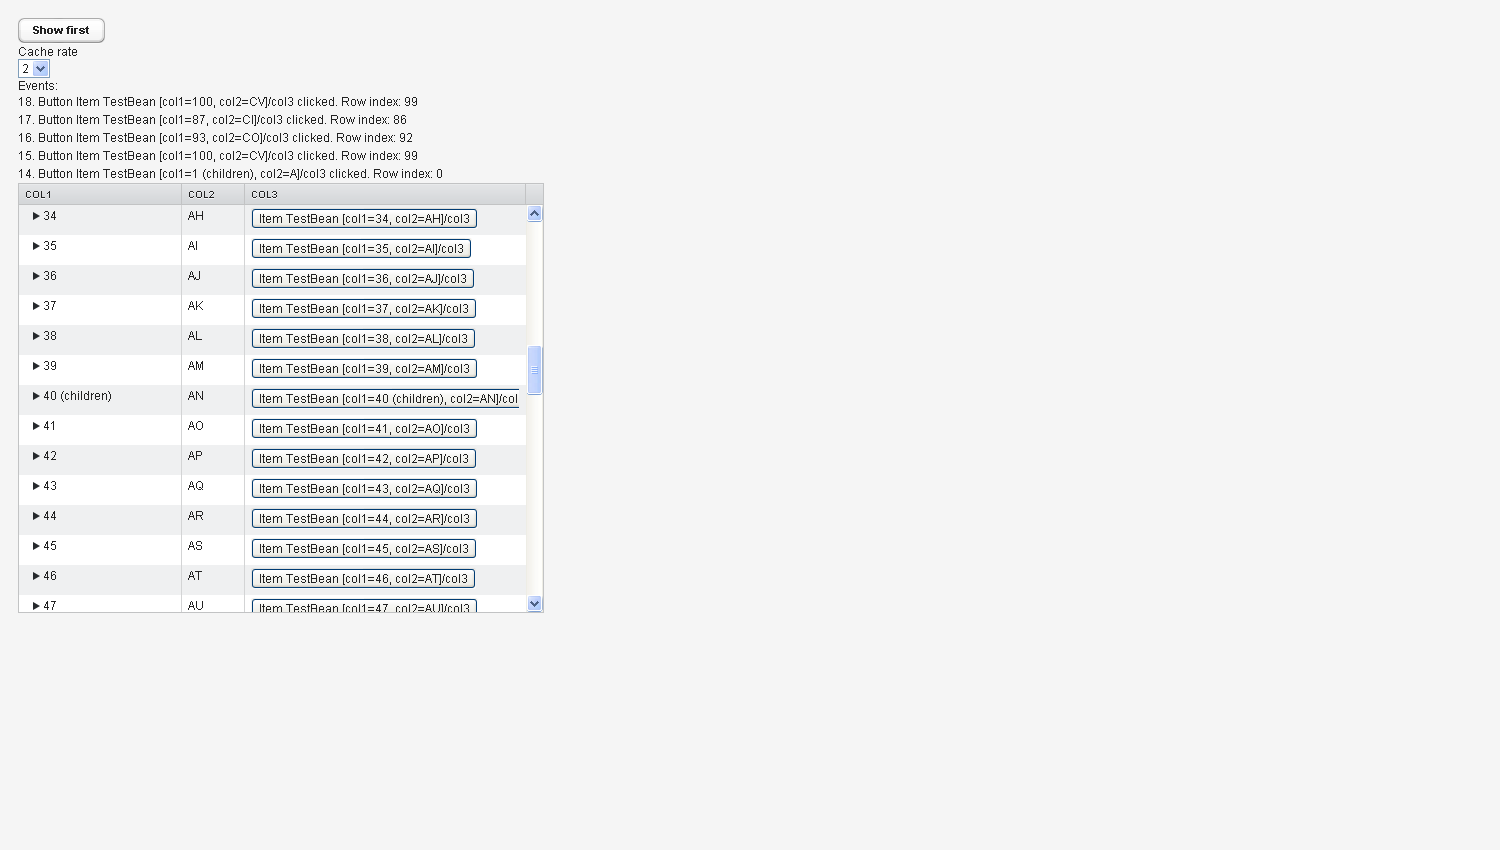 Show first
Cache rate
2
Events:
18. Button Item TestBean [col1=100, col2=CV]/col3 clicked. Row index: 99
17. Button Item TestBean [col1=87, col2=CI]/col3 clicked. Row index: 86
16. Button Item TestBean [col1=93, col2=CO]/col3 clicked. Row index: 92
15. Button Item TestBean [col1=100, col2=CV]/col3 clicked. Row index: 99
14. Button Item TestBean [col1=1 (children), col2=A]/col3 clicked. Row index: 0
COL1 COL2 COL3
34 AH Item TestBean [col1=34, col2=AH]/col3
35 AI Item TestBean [col1=35, col2=AI]/col3
36 AJ Item TestBean [col1=36, col2=AJ]/col3
37 AK Item TestBean [col1=37, col2=AK]/col3
38 AL Item TestBean [col1=38, col2=AL]/col3
39 AM Item TestBean [col1=39, col2=AM]/col3
40 (children) AN Item TestBean [col1=40 (children), col2=AN]/col
41 AO Item TestBean [col1=41, col2=AO]/col3
42 AP Item TestBean [col1=42, col2=AP]/col3
43 AQ Item TestBean [col1=43, col2=AQ]/col3
44 AR Item TestBean [col1=44, col2=AR]/col3
45 AS Item TestBean [col1=45, col2=AS]/col3
46 AT Item TestBean [col1=46, col2=AT]/col3
47 AU Item TestBean [col1=47, col2=AU]/col3